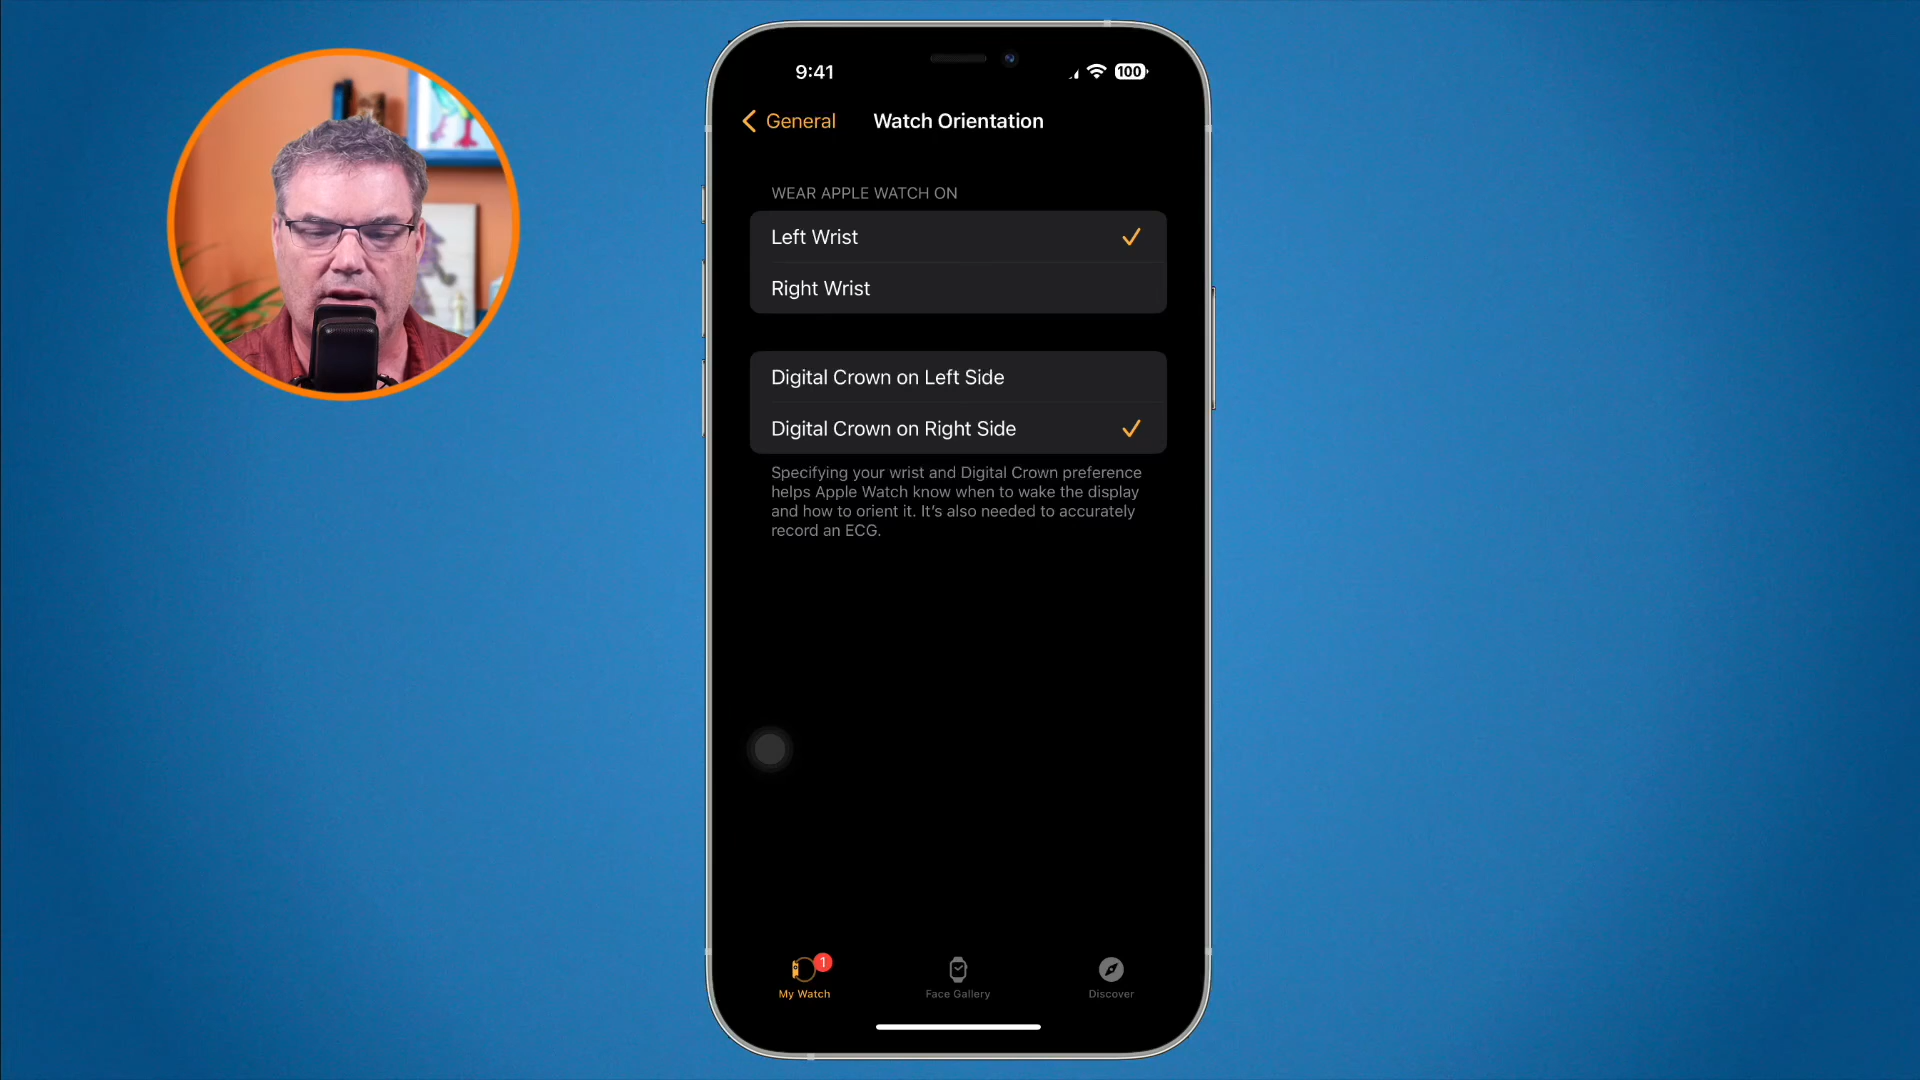 9:41
100
General
Watch Orientation
WEAR APPLE WATCH ON
Left Wrist
Right Wrist
Digital Crown on Left Side
Digital Crown on Right Side
Specifying your wrist and Digital Crown preference
helps Apple Watch know when to wake the display
and how to orient it. It's also needed to accurately
record an ECG.
1
My Watch
Face Gallery
Discover